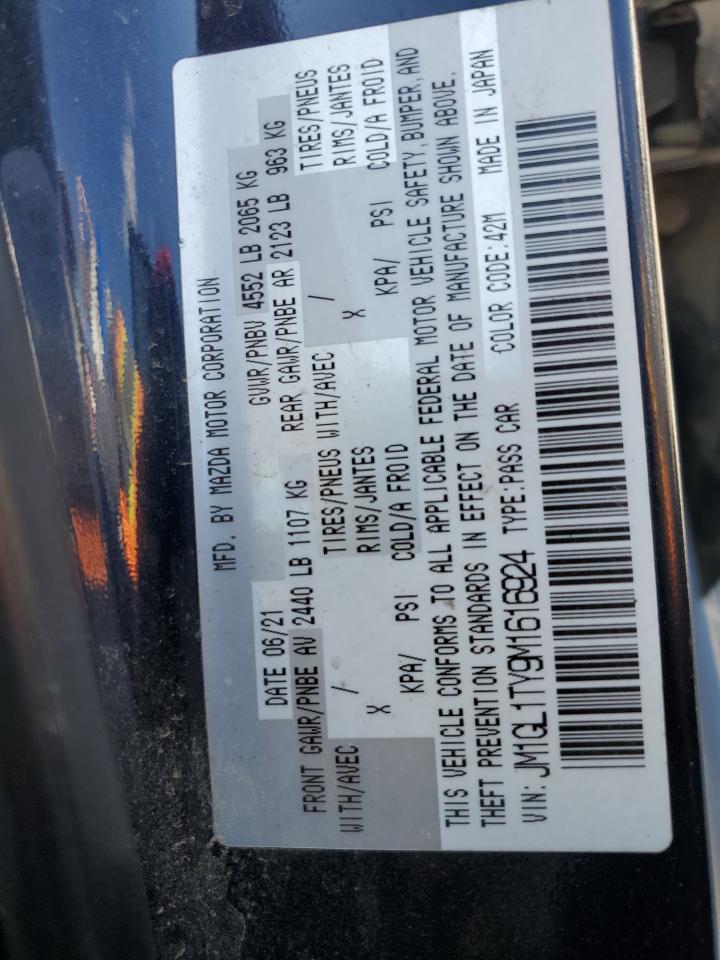 MFD. BY MAZDA MOTOR CORPORATION
DATE 06/21 GVWR/PNBV 4552 LB 2065 KG
FRONT GAWR/PNBE AV 2440 LB 1107 KG REAR GAWR/PNBE AR 2123 LB 963 KG
WITH/AVEC / TIRES/PNEUS WITH/AVEC / TIRES/PNEUS
X RIMS/JANTES X RIMS/JANTES
KPA/ PSI COLD/A FROID KPA/ PSI COLD/A FROID
THIS VEHICLE CONFORMS TO ALL APPLICABLE FEDERAL MOTOR VEHICLE SAFETY, BUMPER, AND
THEFT PREVENTION STANDARDS IN EFFECT ON THE DATE OF MANUFACTURE SHOWN ABOVE.
VIN: JM1GL1TY9M1616924 TYPE:PASS CAR COLOR CODE:42M MADE IN JAPAN